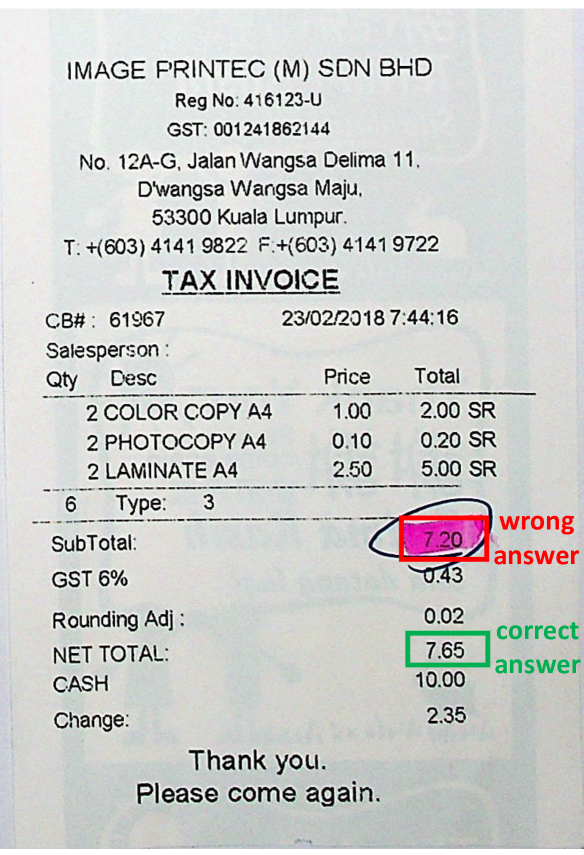 IMAGE PRINTEC (M) SDN BHD
Reg No: 416123-U
GST: 001241862144
No. 12A-G, Jalan Wangsa Delima 11,
D'wangsa Wangsa Maju,
53300 Kuala Lumpur.
T: +(603) 4141 9822 F:+(603) 4141 9722
TAX INVOICE
CB# : 61967 23/02/2018 7:44:16
Salesperson :
Qty Desc Price Total
2 COLOR COPY A4 1.00 2.00 SR
2 PHOTOCOPY A4 0.10 0.20 SR
2 LAMINATE A4 2.50 5.00 SR
6 Type: 3
SubTotal: 7.20 wrong answer
GST 6% 0.43
Rounding Adj : 0.02
NET TOTAL: 7.65 correct answer
CASH 10.00
Change: 2.35
Thank you.
Please come again.